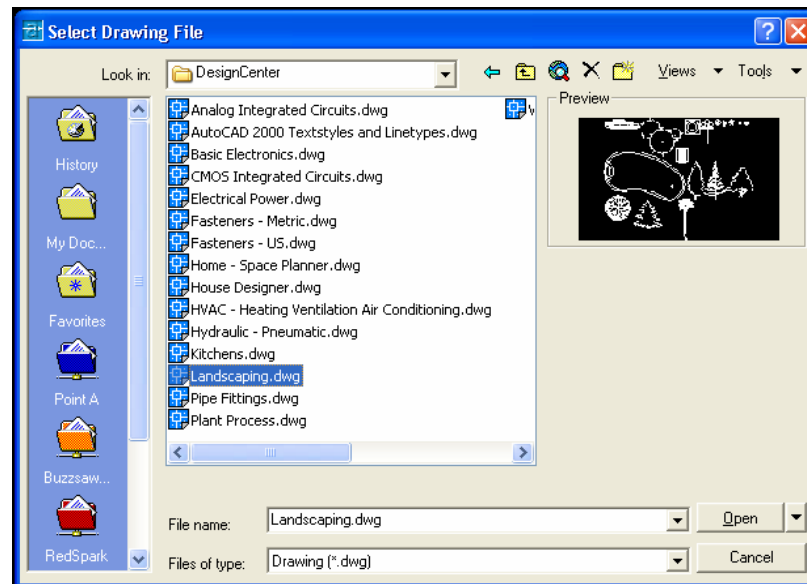 Select Drawing File
Look in: DesignCenter Views Tools
History
My Doc...
Favorites
Point A
Buzzsaw...
RedSpark
Analog Integrated Circuits.dwg
AutoCAD 2000 Textstyles and Linetypes.dwg
Basic Electronics.dwg
CMOS Integrated Circuits.dwg
Electrical Power.dwg
Fasteners - Metric.dwg
Fasteners - US.dwg
Home - Space Planner.dwg
House Designer.dwg
HVAC - Heating Ventilation Air Conditioning.dwg
Hydraulic - Pneumatic.dwg
Kitchens.dwg
Landscaping.dwg
Pipe Fittings.dwg
Plant Process.dwg
Preview
File name: Landscaping.dwg Open
Files of type: Drawing (*.dwg) Cancel